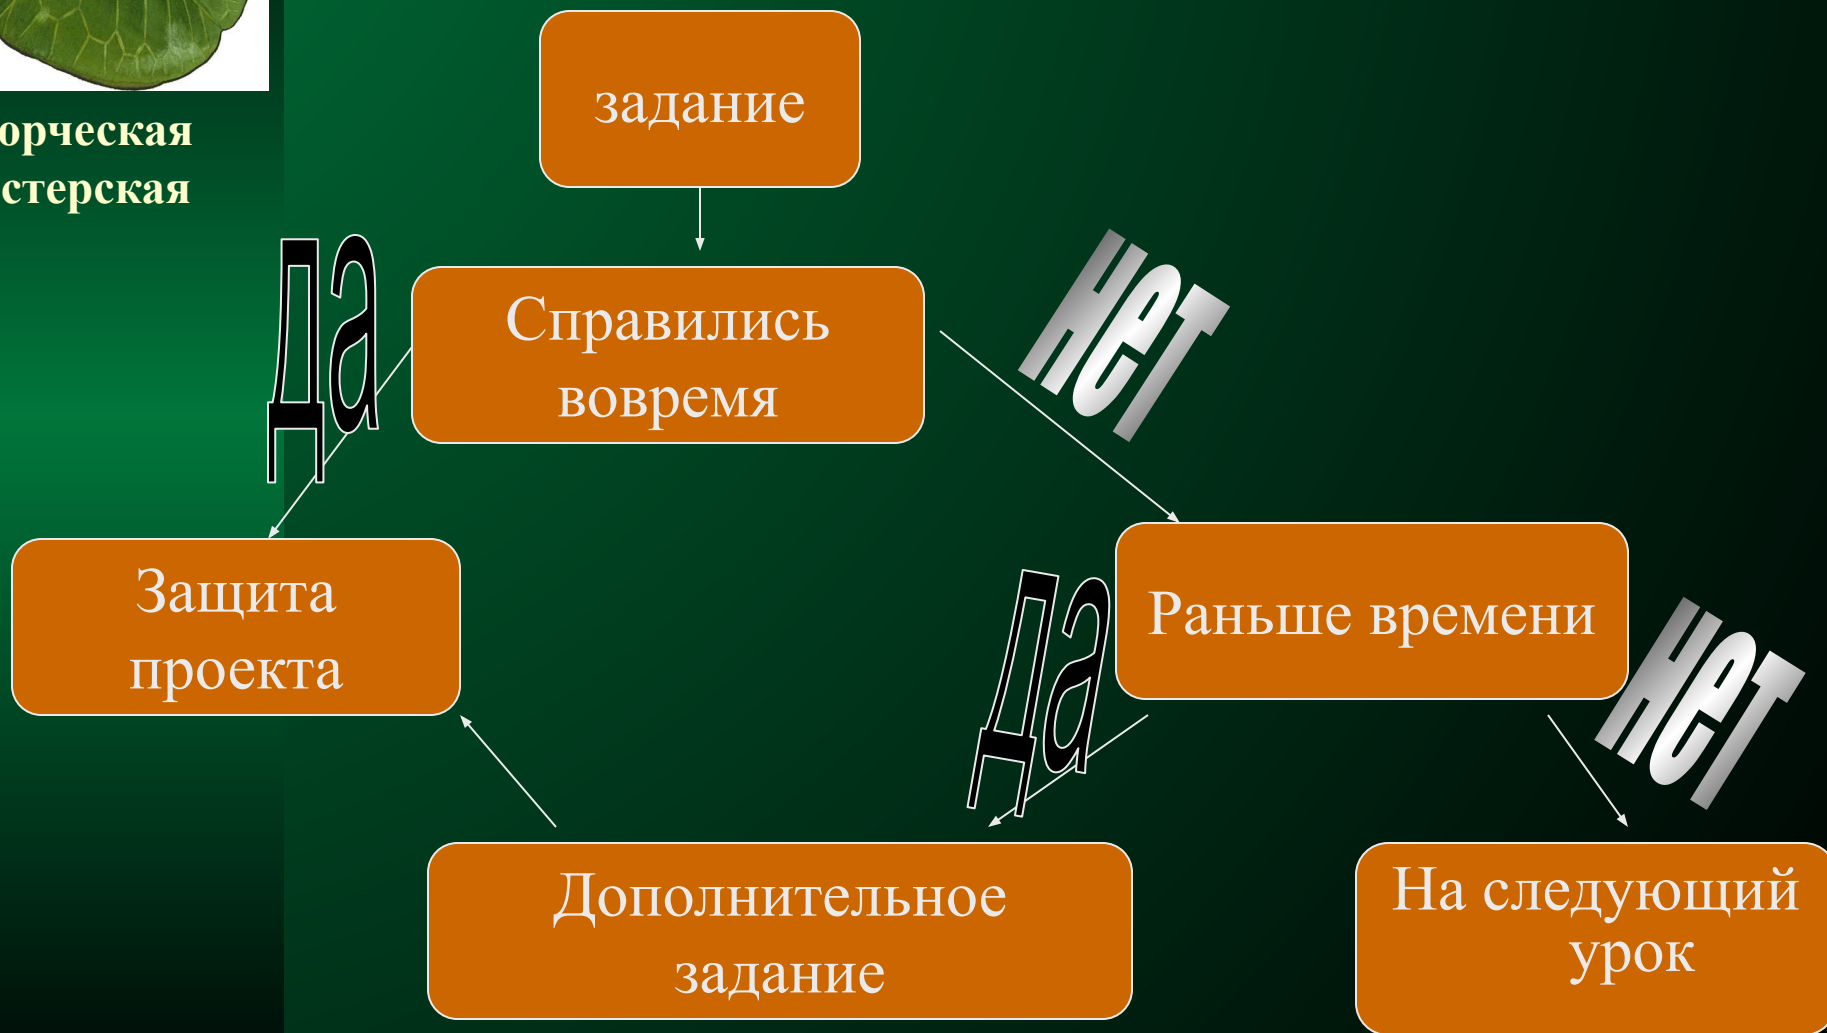 задание
орческая
стерская
да
нет
Справились
вовремя
Защита
проекта
да
Раньше времени
нет
Дополнительное
задание
На следующий
урок